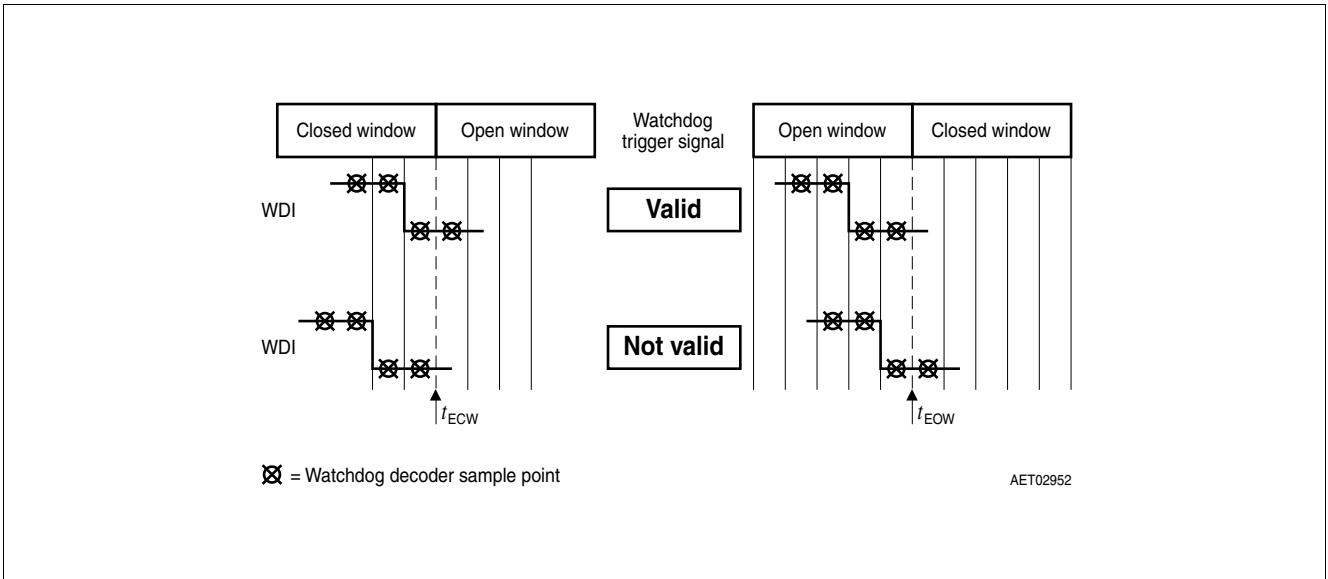 Closed window
Open window
Watchdog
trigger signal
Open window
Closed window
WDI
Valid
WDI
Not valid
tECW
tEOW
= Watchdog decoder sample point
AET02952